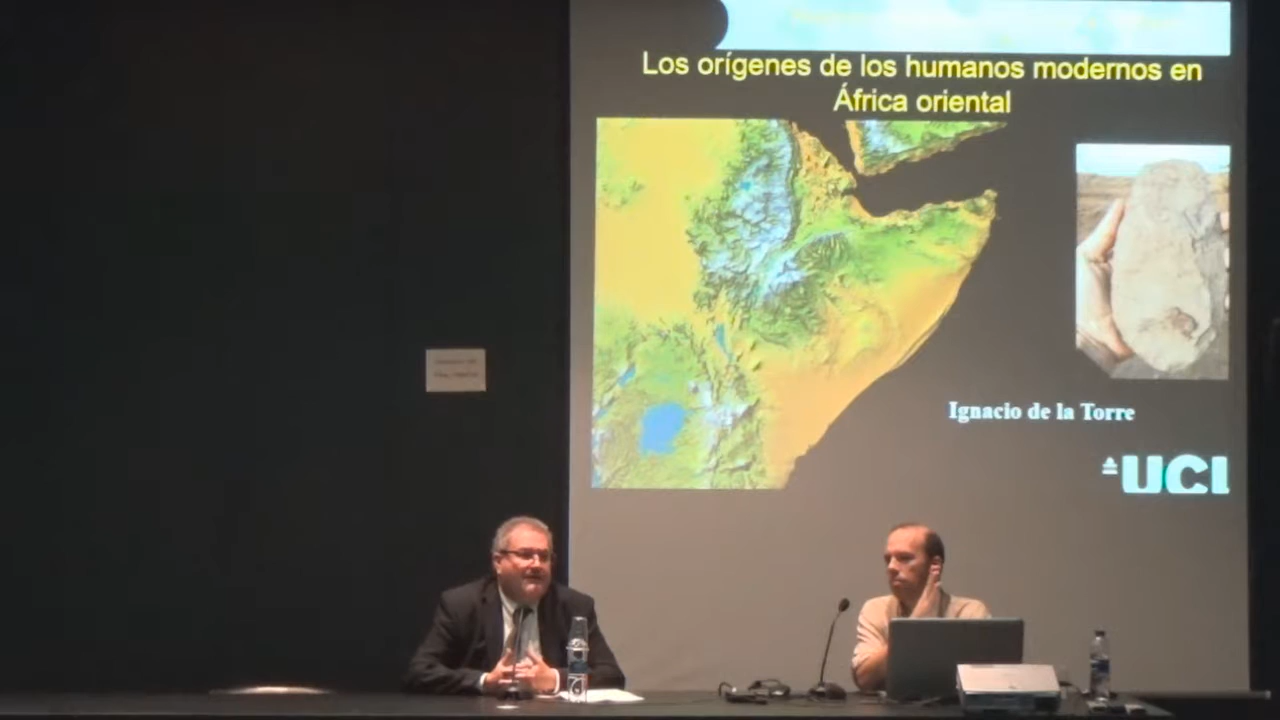 Los orígenes de los humanos modernos en
África oriental
Ignacio de la Torre
UCL